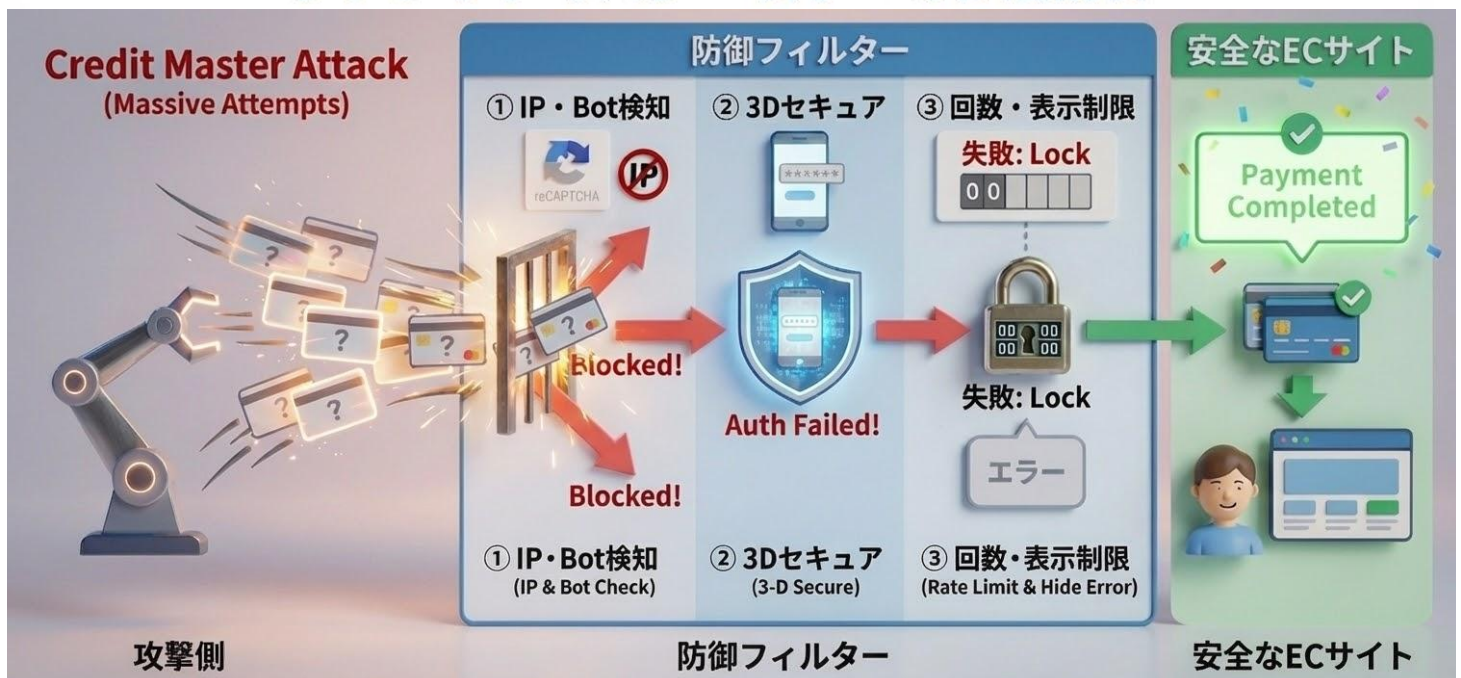 Credit Master Attack
(Massive Attempts)
防御フィルター
① IP・Bot検知
reCAPTCHA
IP
Blocked!
Blocked!
① IP・Bot検知
(IP & Bot Check)
② 3Dセキュア
******
******
Auth Failed!
② 3Dセキュア
(3-D Secure)
③ 回数・表示制限
失敗: Lock
0 0
00 00
00 00
失敗: Lock
エラー
③ 回数・表示制限
(Rate Limit & Hide Error)
安全なECサイト
Payment
Completed
? ? ? ? ? ? ? ? ?
攻撃側
防御フィルター
安全なECサイト